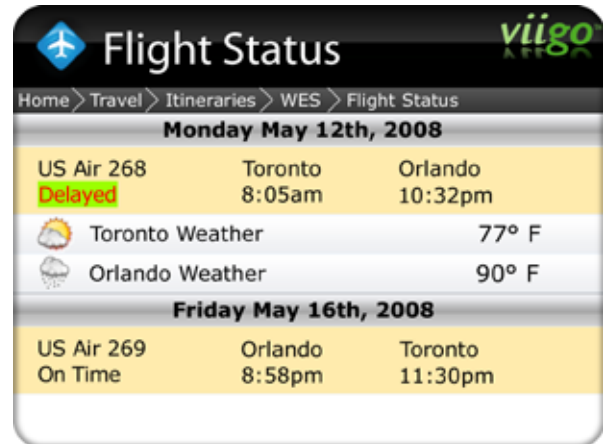 Flight Status
viigo
Home > Travel > Itineraries > WES > Flight Status
Monday May 12th, 2008
US Air 268 Toronto Orlando
Delayed 8:05am 10:32pm
Toronto Weather 77° F
Orlando Weather 90° F
Friday May 16th, 2008
US Air 269 Orlando Toronto
On Time 8:58pm 11:30pm